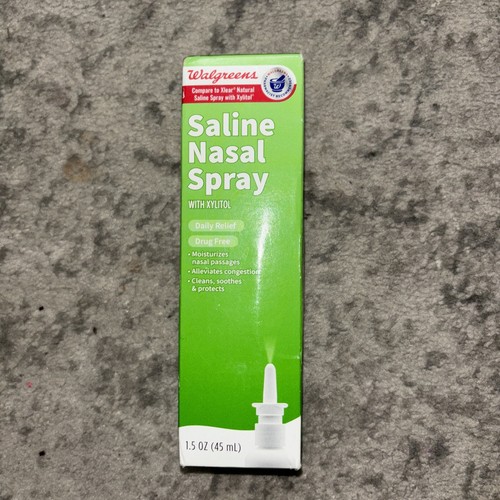 Walgreens
Compare to Xlear® Natural
Saline Spray with Xylitol*
Saline
Nasal
Spray
WITH XYLITOL
Daily Relief
Drug Free
• Moisturizes
nasal passages
• Alleviates congestion
• Cleans, soothes
& protects
1.5 OZ (45 mL)